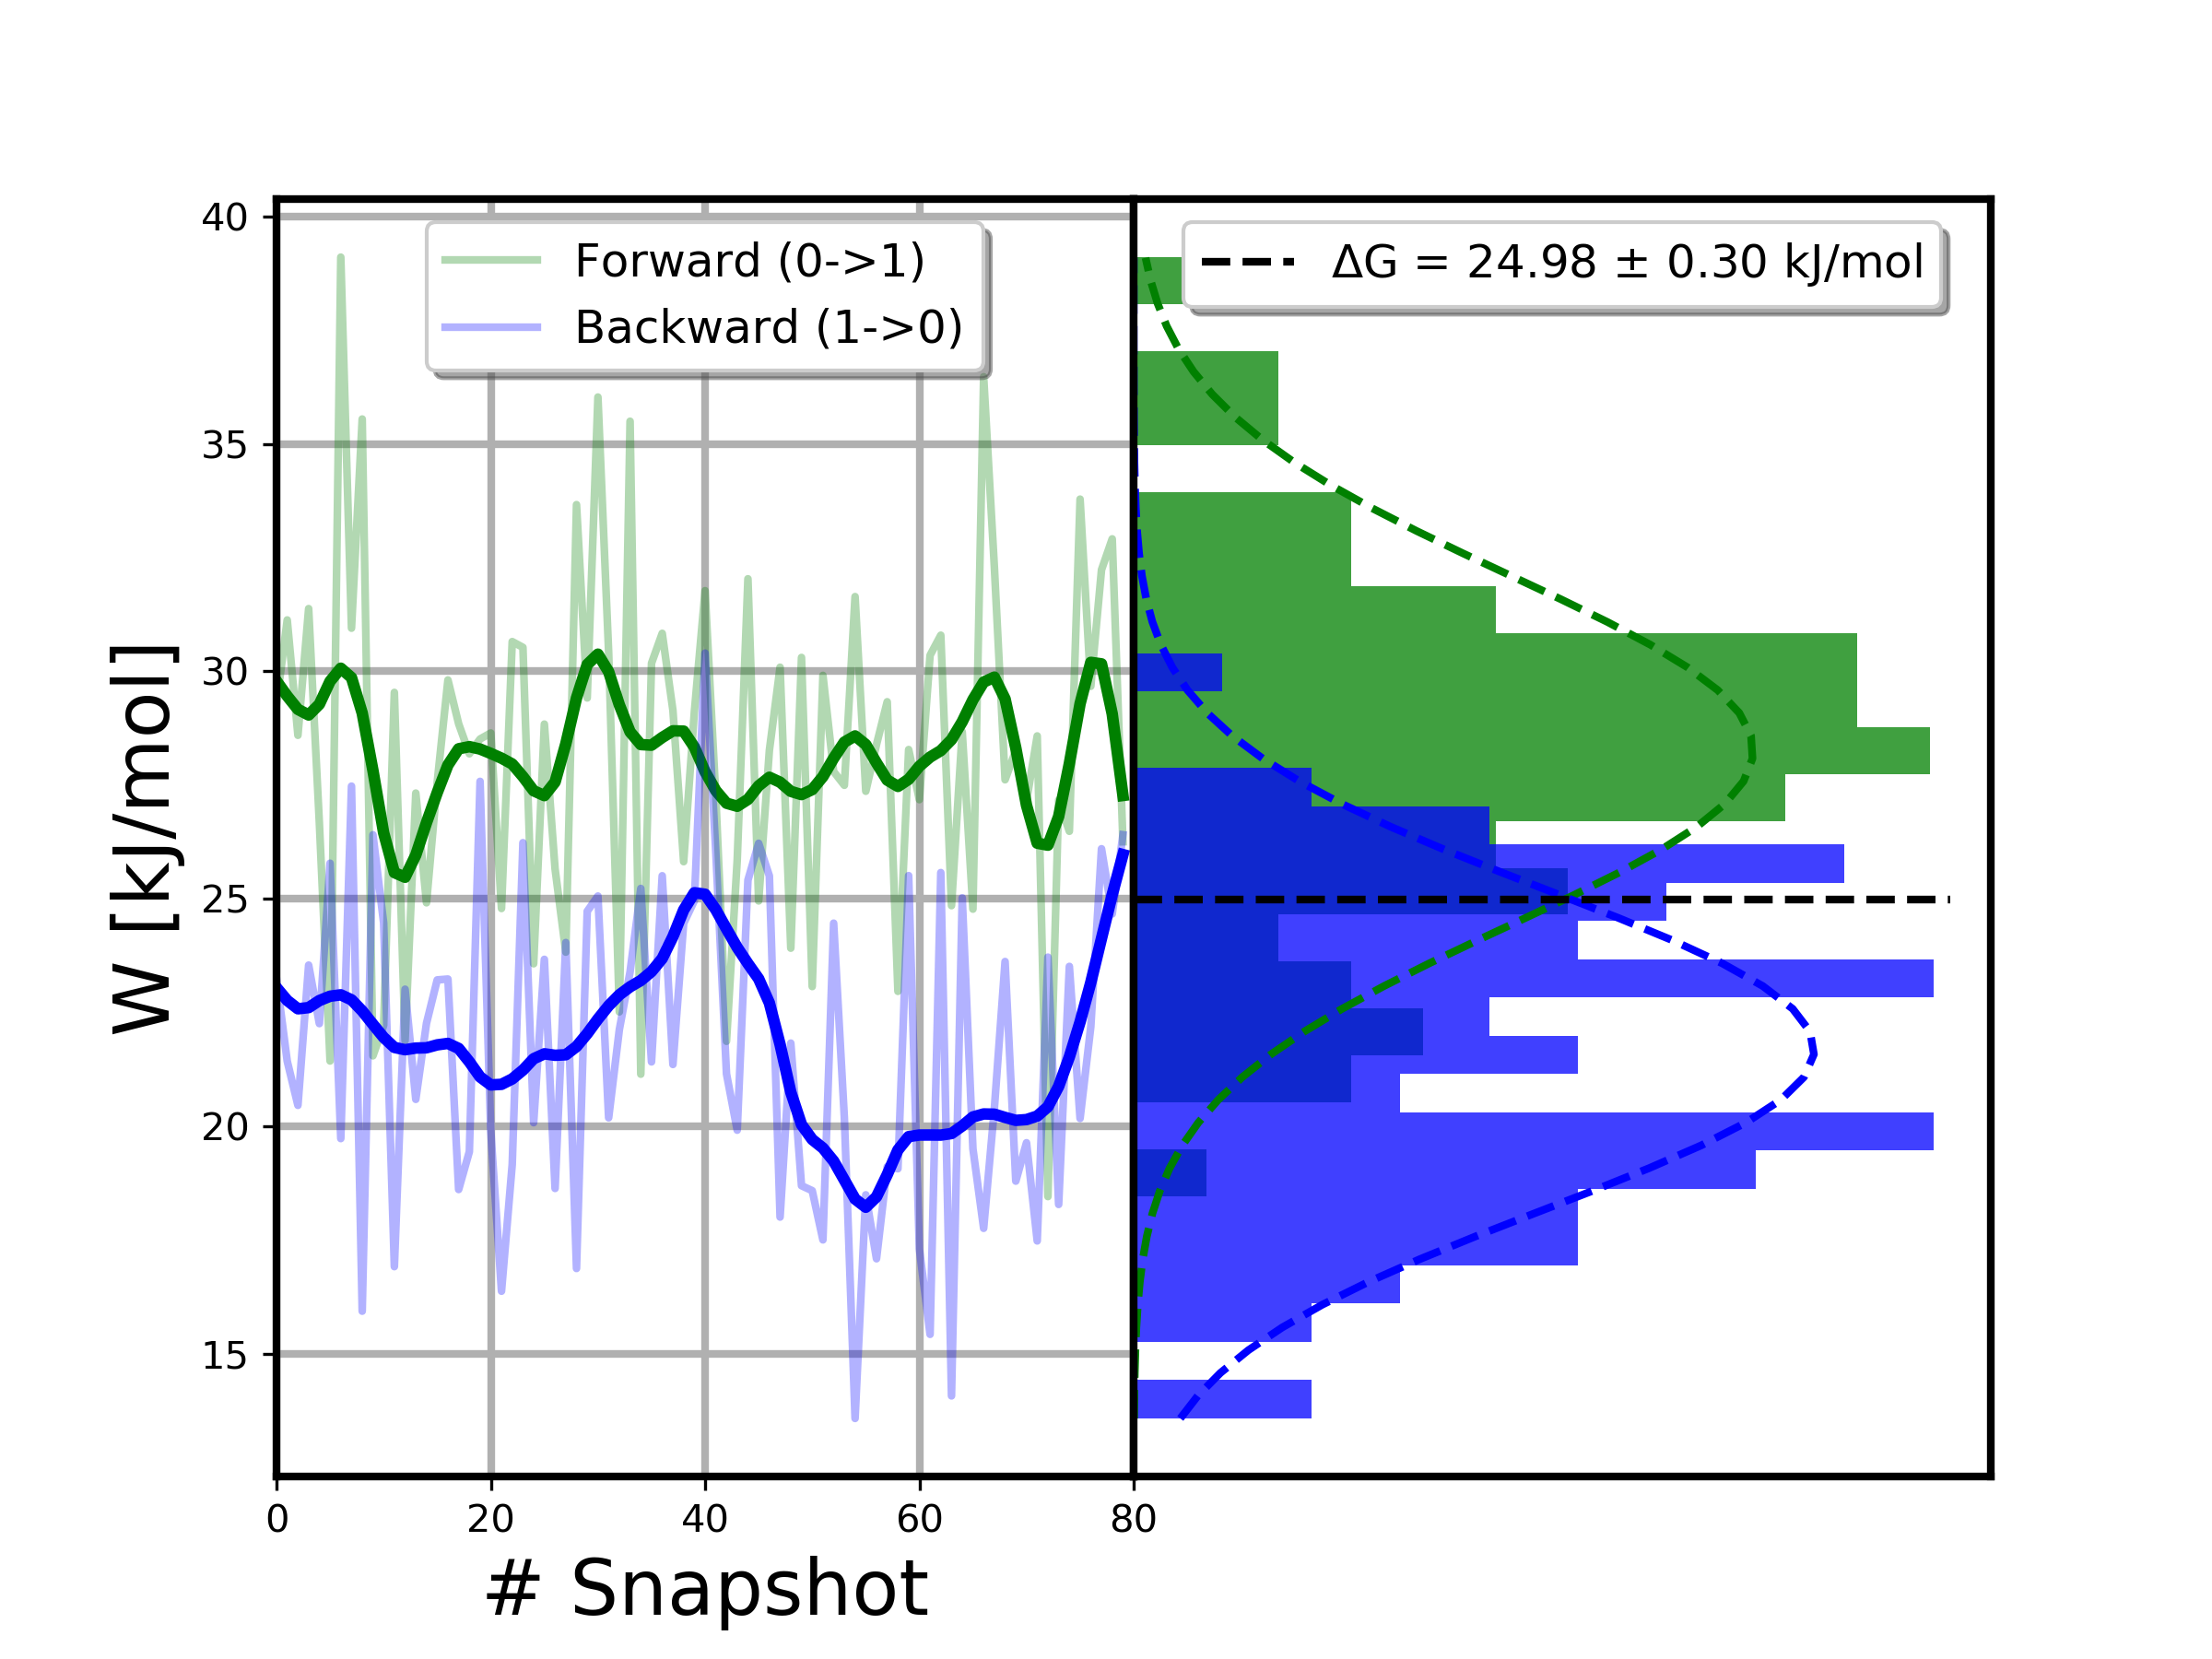 W [kJ/mol]
40
35
30
25
20
15
Forward (0->1)
Backward (1->0)
ΔG = 24.98 ± 0.30 kJ/mol
0 20 40 60 80
# Snapshot